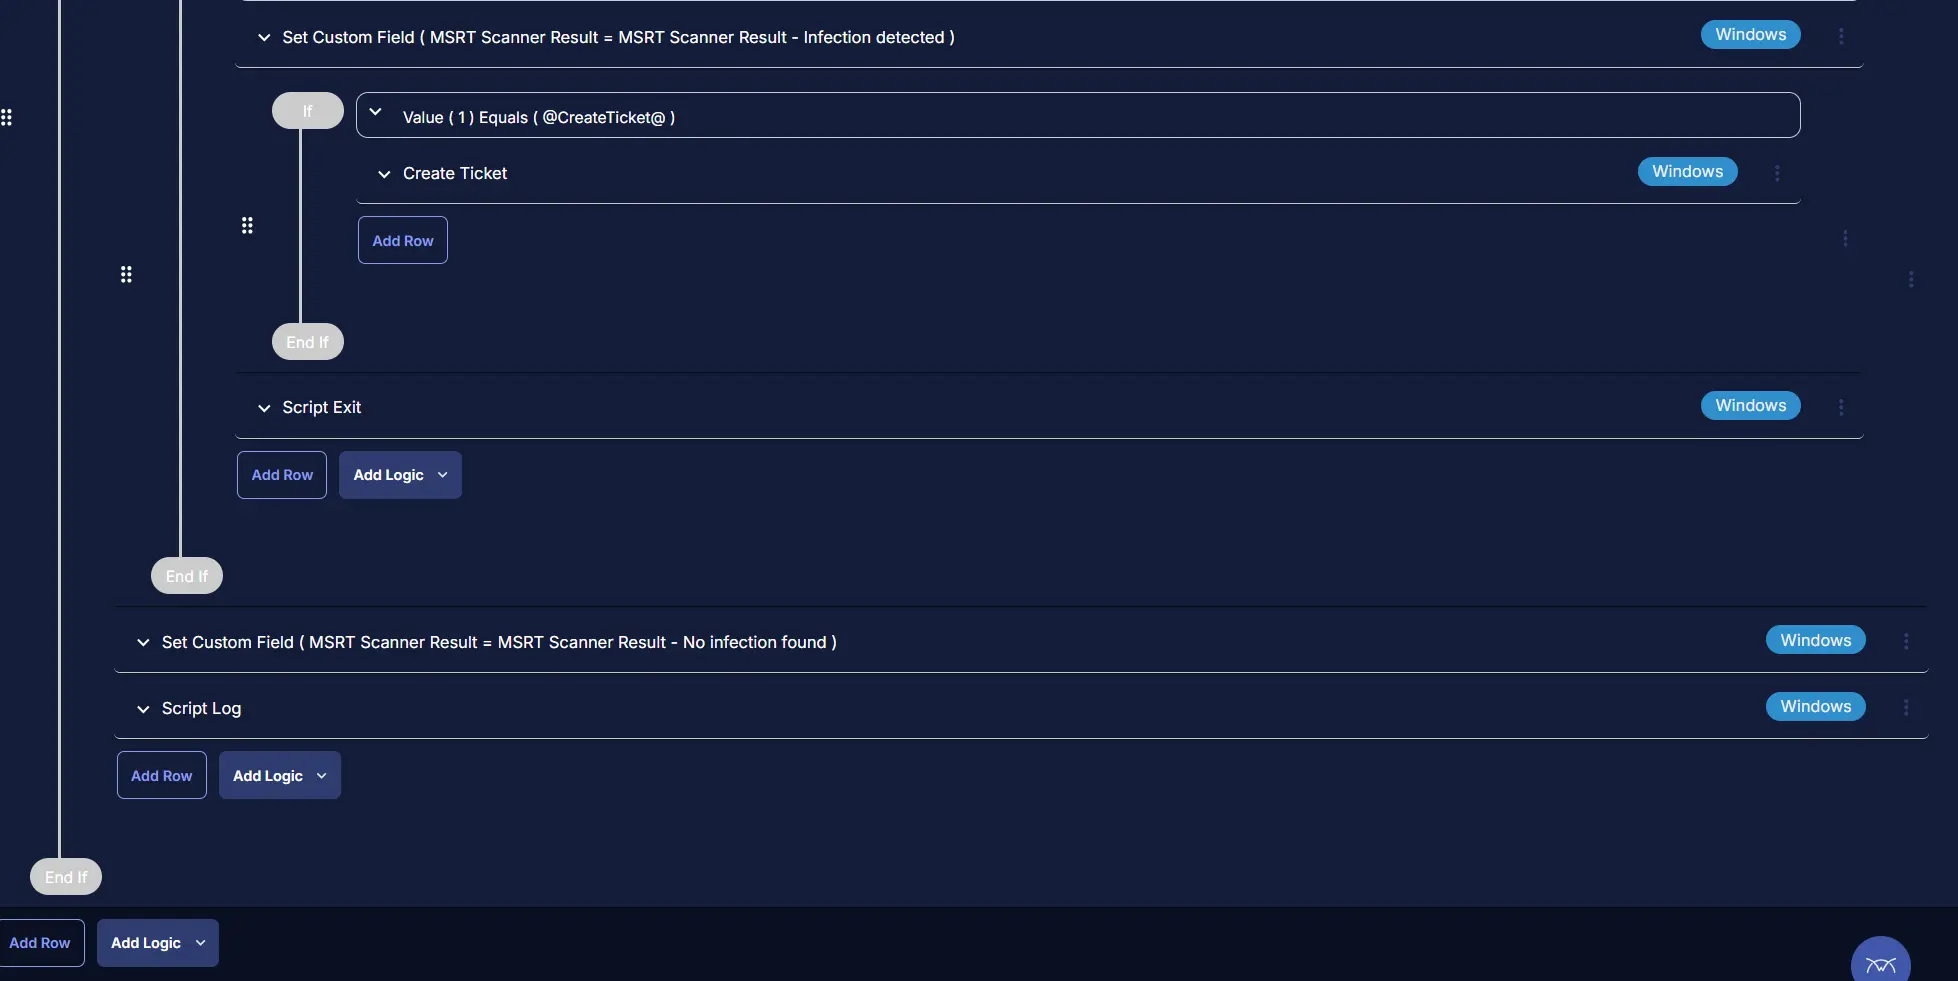 Set Custom Field ( MSRT Scanner Result = MSRT Scanner Result - Infection detected )
Windows
If
Value ( 1 ) Equals ( @CreateTicket@ )
Create Ticket
Windows
Add Row
End If
Script Exit
Windows
Add Row
Add Logic
End If
Set Custom Field ( MSRT Scanner Result = MSRT Scanner Result - No infection found )
Windows
Script Log
Windows
Add Row
Add Logic
End If
Add Row
Add Logic